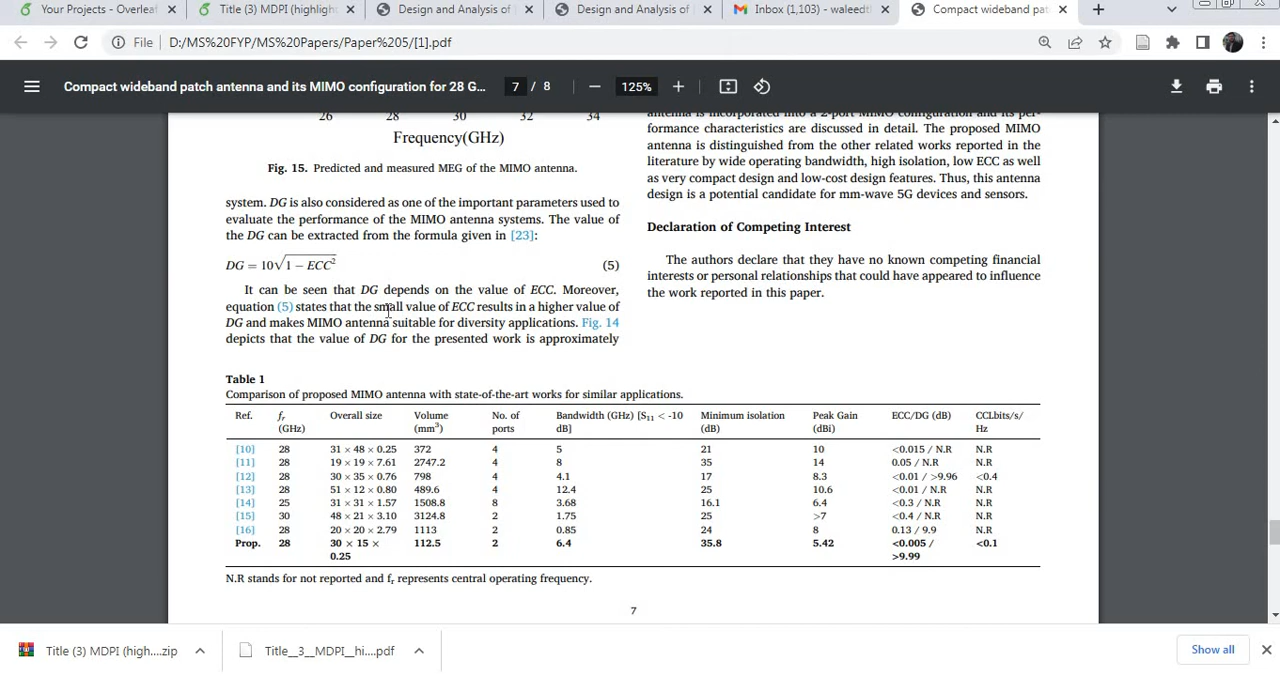 Your Projects - Overleaf
Title (3) MDPI (highligh
Design and Analysis of
Design and Analysis of
Inbox (1,103) - waleedtl
Compact wideband pat
File
D:/MS%20FYP/MS%20Papers/Paper%205/[1].pdf
Compact wideband patch antenna and its MIMO configuration for 28 G...
7 / 8
125%
26 28 30 32 34
Frequency(GHz)
Fig. 15. Predicted and measured MEG of the MIMO antenna.
system. DG is also considered as one of the important parameters used to
evaluate the performance of the MIMO antenna systems. The value of
the DG can be extracted from the formula given in [23]:
DG = 10√1 − ECC² (5)
It can be seen that DG depends on the value of ECC. Moreover,
equation (5) states that the small value of ECC results in a higher value of
DG and makes MIMO antenna suitable for diversity applications. Fig. 14
depicts that the value of DG for the presented work is approximately
antenna is incorporated into a 2-port MIMO configuration and its per-
formance characteristics are discussed in detail. The proposed MIMO
antenna is distinguished from the other related works reported in the
literature by wide operating bandwidth, high isolation, low ECC as well
as very compact design and low-cost design features. Thus, this antenna
design is a potential candidate for mm-wave 5G devices and sensors.
Declaration of Competing Interest
The authors declare that they have no known competing financial
interests or personal relationships that could have appeared to influence
the work reported in this paper.
Table 1
Comparison of proposed MIMO antenna with state-of-the-art works for similar applications.
Ref. fr (GHz) Overall size Volume (mm³) No. of ports Bandwidth (GHz) [S11 < -10 dB] Minimum isolation (dB) Peak Gain (dBi) ECC/DG (dB) CCLbits/s/Hz
[10] 28 31 × 48 × 0.25 372 4 5 21 10 <0.015 / N.R N.R
[11] 28 19 × 19 × 7.61 2747.2 4 8 35 14 0.05 / N.R N.R
[12] 28 30 × 35 × 0.76 798 4 4.1 17 8.3 <0.01 / >9.96 <0.4
[13] 28 51 × 12 × 0.80 489.6 4 12.4 25 10.6 <0.01 / N.R N.R
[14] 25 31 × 31 × 1.57 1508.8 8 3.68 16.1 6.4 <0.3 / N.R N.R
[15] 30 48 × 21 × 3.10 3124.8 2 1.75 25 >7 <0.4 / N.R N.R
[16] 28 20 × 20 × 2.79 1113 2 0.85 24 8 0.13 / 9.9 N.R
Prop. 28 30 × 15 × 0.25 112.5 2 6.4 35.8 5.42 <0.005 / >9.99 <0.1
N.R stands for not reported and fr represents central operating frequency.
7
Title (3) MDPI (high....zip
Title__3__MDPI__hi....pdf
Show all